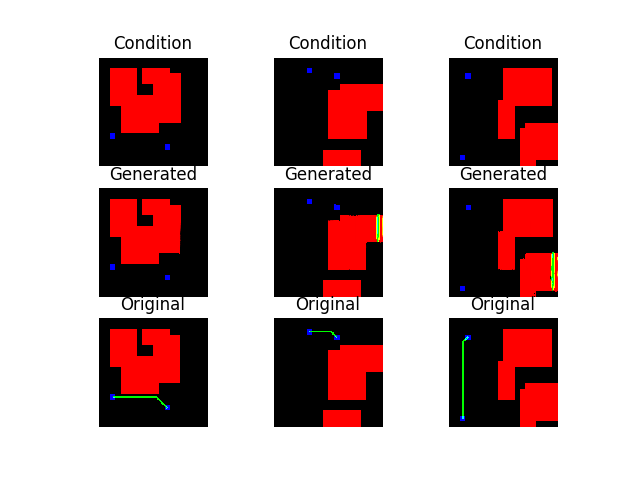 Condition Condition Condition
Generated Generated Generated
Original Original Original